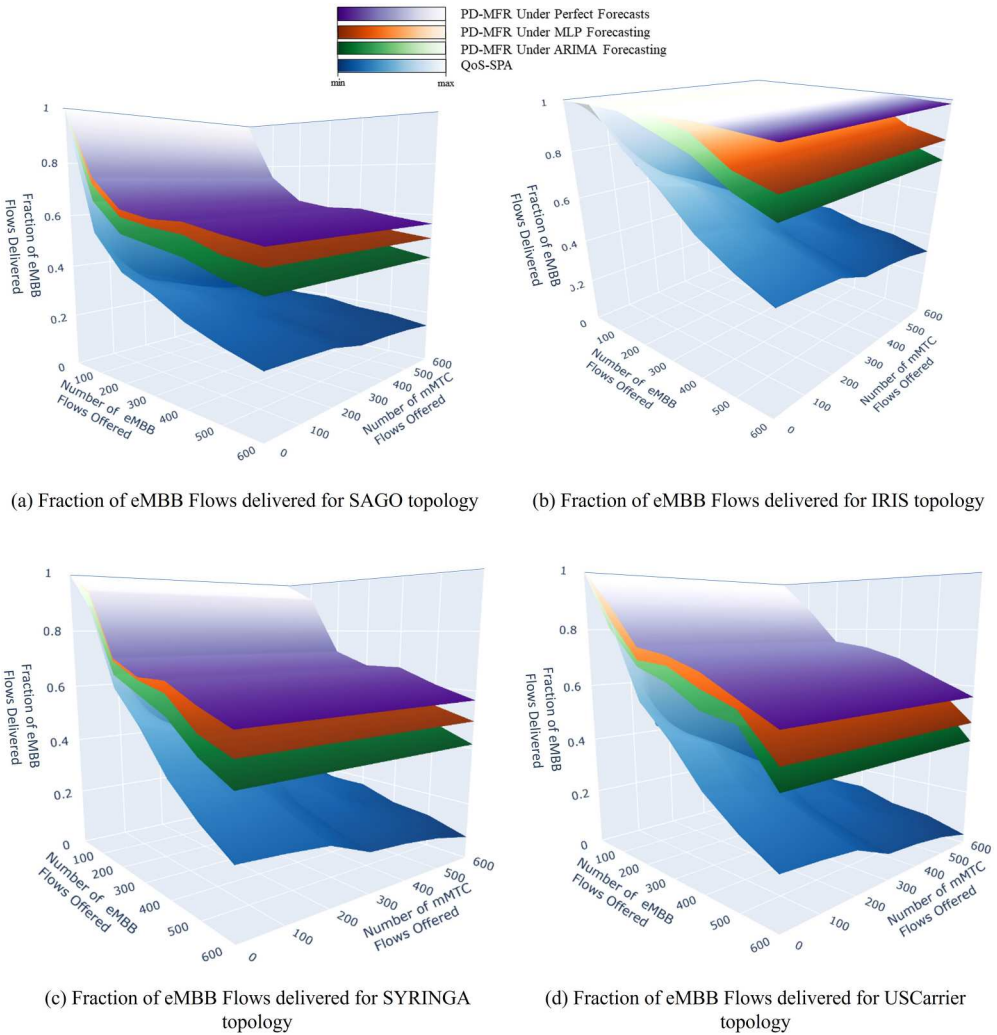 PD-MFR Under Perfect Forecasts
PD-MFR Under MLP Forecasting
PD-MFR Under ARIMA Forecasting
QoS-SPA
min
max
1
0.8
0.6
0.4
0.2
0
Fraction of eMBB
Flows Delivered
100
200
300
400
500
600
Number of eMBB
Flows Offered
0
100
200
300
400
500
600
Number of mMTC
Flows Offered
(a) Fraction of eMBB Flows delivered for SAGO topology
1
0.8
0.6
0.4
0.2
0
Fraction of eMBB
Flows Delivered
100
200
300
400
500
600
Number of eMBB
Flows Offered
0
100
200
300
400
500
600
Number of mMTC
Flows Offered
(b) Fraction of eMBB Flows delivered for IRIS topology
1
0.8
0.6
0.4
0.2
0
Fraction of eMBB
Flows Delivered
100
200
300
400
500
600
Number of eMBB
Flows Offered
0
100
200
300
400
500
600
Number of mMTC
Flows Offered
(c) Fraction of eMBB Flows delivered for SYRINGA
topology
1
0.8
0.6
0.4
0.2
0
Fraction of eMBB
Flows Delivered
100
200
300
400
500
600
Number of eMBB
Flows Offered
0
100
200
300
400
500
600
Number of mMTC
Flows Offered
(d) Fraction of eMBB Flows delivered for USCarrier
topology